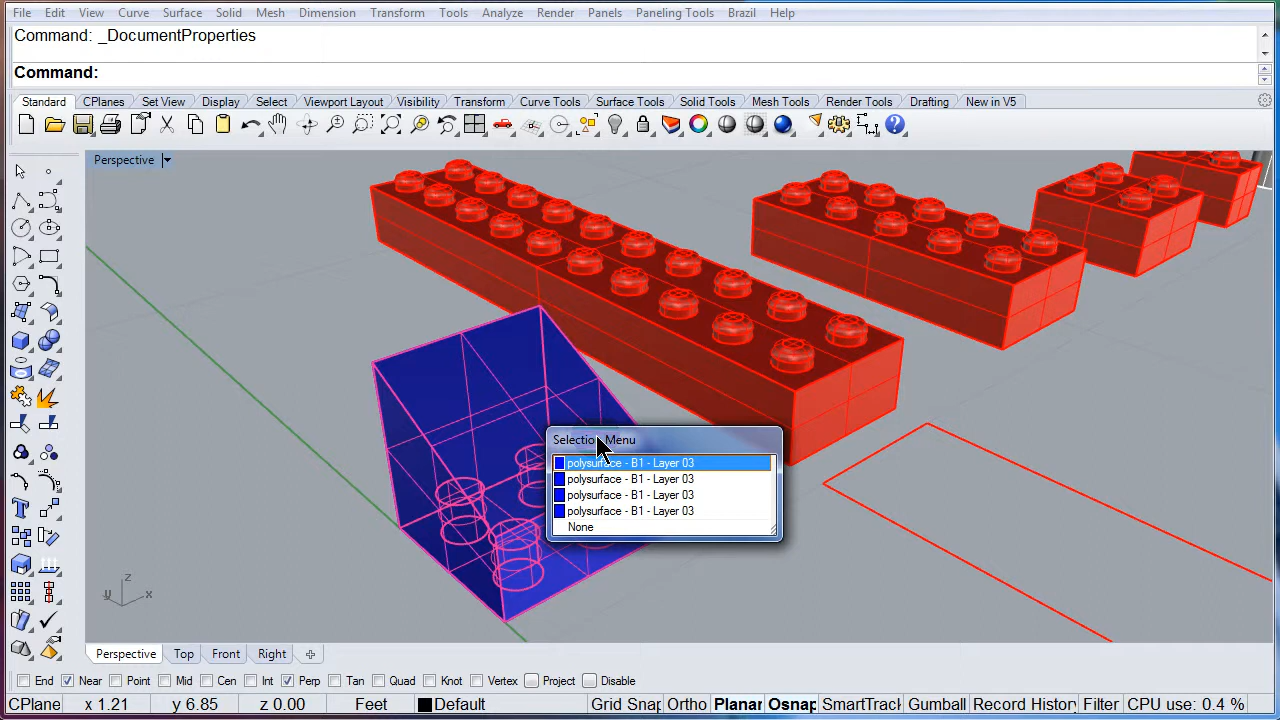 File Edit View Curve Surface Solid Mesh Dimension Transform Tools Analyze Render Panels Paneling Tools Brazil Help
Command: _DocumentProperties
Command:
Standard CPlanes Set View Display Select Viewport Layout Visibility Transform Curve Tools Surface Tools Solid Tools Mesh Tools Render Tools Drafting New in V5
Perspective
Selection Menu
polysurface - B1 - Layer 03
polysurface - B1 - Layer 03
polysurface - B1 - Layer 03
polysurface - B1 - Layer 03
None
z
y x
Perspective Top Front Right
End Near Point Mid Cen Int Perp Tan Quad Knot Vertex Project Disable
CPlane x 1.21 y 6.85 z 0.00 Feet Default Grid Snap Ortho Planar Osnap SmartTrack Gumball Record History Filter CPU use: 0.4 %